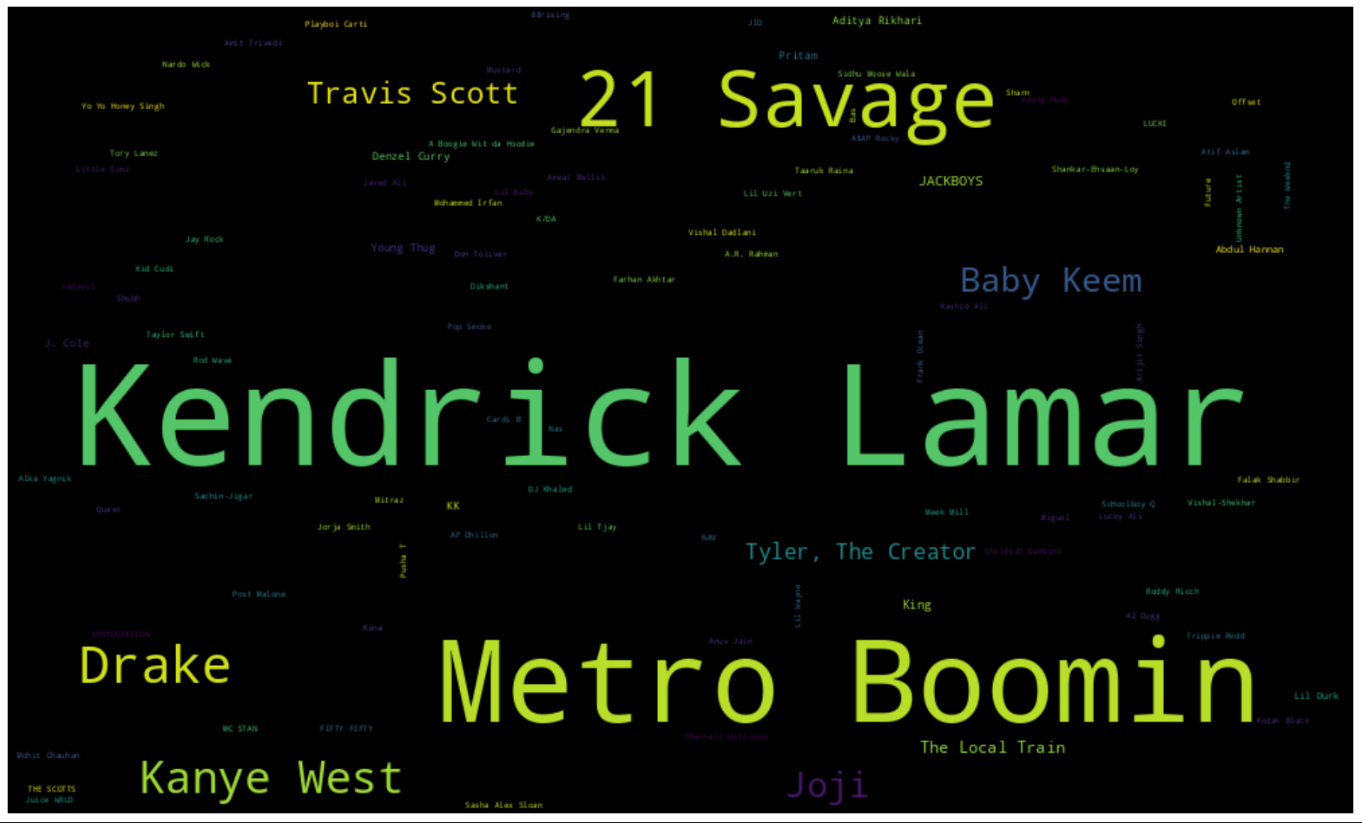 88rising
JID
Aditya Rikhari
Playboi Carti
Amit Trivedi
Pritam
Nardo Wick
Mustard
Sidhu Moose Wala
Travis Scott
21 Savage
Sham
Young Nudy
Offset
Yo Yo Honey Singh
Bas
LUCKI
Gajendra Verma
A$AP Rocky
A Boogie Wit da Hoodie
Tory Lanez
Denzel Curry
Atif Aslam
Taaruk Raina
Shankar-Ehsaan-Loy
Javed Ali
Amaal Mallik
JACKBOYS
The Weeknd
Lil Baby
Lil Uzi Vert
Future
Unknown Artist
Mohammed Irfan
K/DA
Vishal Dadlani
Jay Rock
Young Thug
Don Toliver
A.R. Rahman
Abdul Hannan
Kid Cudi
Farhan Akhtar
Baby Keem
Dikshant
Shubh
Rashid Ali
Pop Smoke
Taylor Swift
J. Cole
Frank Ocean
Arijit Singh
Rod Wave
Kendrick Lamar
Cardi B
Nas
Alka Yagnik
Falak Shabbir
DJ Khaled
Sachin-Jigar
Mitraz
KK
ScHoolboy Q
Vishal-Shekhar
Quavo
Meek Mill
Miguel
Lucky Ali
Jorja Smith
Lil Tjay
AP Dhillon
NAV
Tyler, The Creator
Childish Gambino
Pusha T
Post Malone
Roddy Ricch
Lil Wayne
King
42 Dugg
Kina
XXXTENTACION
Trippie Redd
Anuv Jain
Drake
Metro Boomin
Lil Durk
Kodak Black
MC STAN
FIFTY FIFTY
Pharrell Williams
The Local Train
Mohit Chauhan
Kanye West
Joji
THE SCOTTS
Juice WRLD
Sasha Alex Sloan